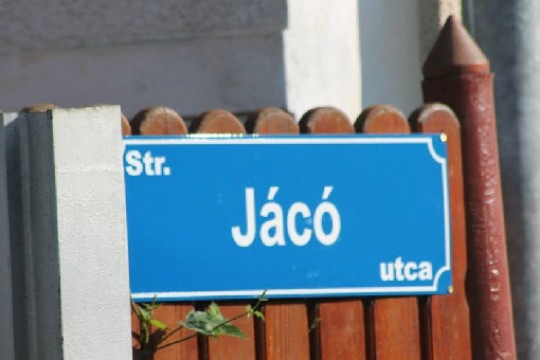 Str.
Jácó
utca